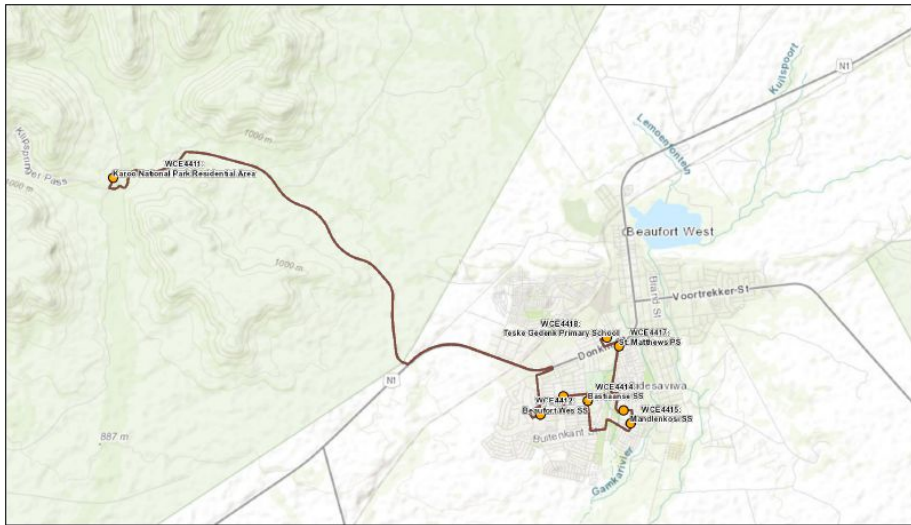 Kuilspoort
N1
Lemoenfontein
1000 m
WCE4411:
Karoo National Park Residential Area
Beaufort West
1000 m
Bland St
Voortrekker St
WCE4418:
Teske Gedenk Primary School
WCE4417:
St. Matthews PS
N1
WCE4414:
Bastiaanse SS
WCE4412:
Beaufort Wes SS
WCE4415:
Mandlenkosi SS
887 m
Buitenkant
Gamkarivier